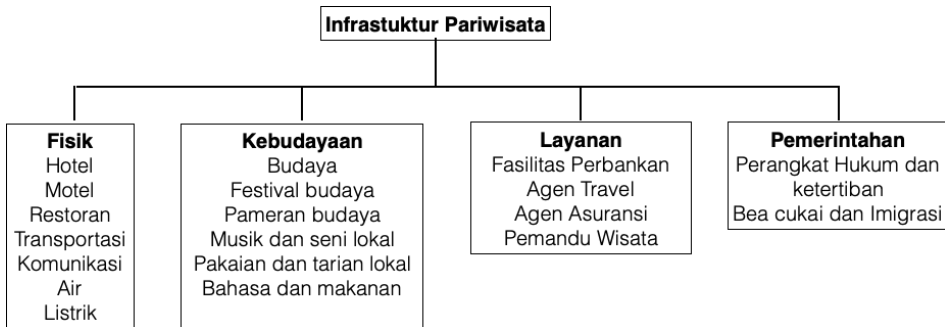 Infrastuktur Pariwisata
Fisik
Hotel
Motel
Restoran
Transportasi
Komunikasi
Air
Listrik
Kebudayaan
Budaya
Festival budaya
Pameran budaya
Musik dan seni lokal
Pakaian dan tarian lokal
Bahasa dan makanan
Layanan
Fasilitas Perbankan
Agen Travel
Agen Asuransi
Pemandu Wisata
Pemerintahan
Perangkat Hukum dan
ketertiban
Bea cukai dan Imigrasi